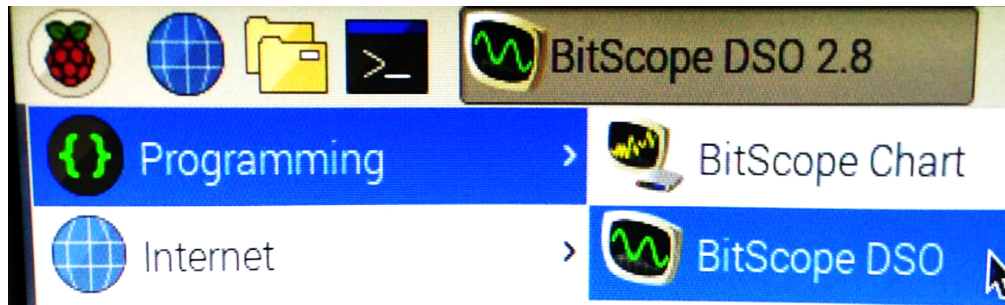 BitScope DSO 2.8
Programming
BitScope Chart
Internet
BitScope DSO